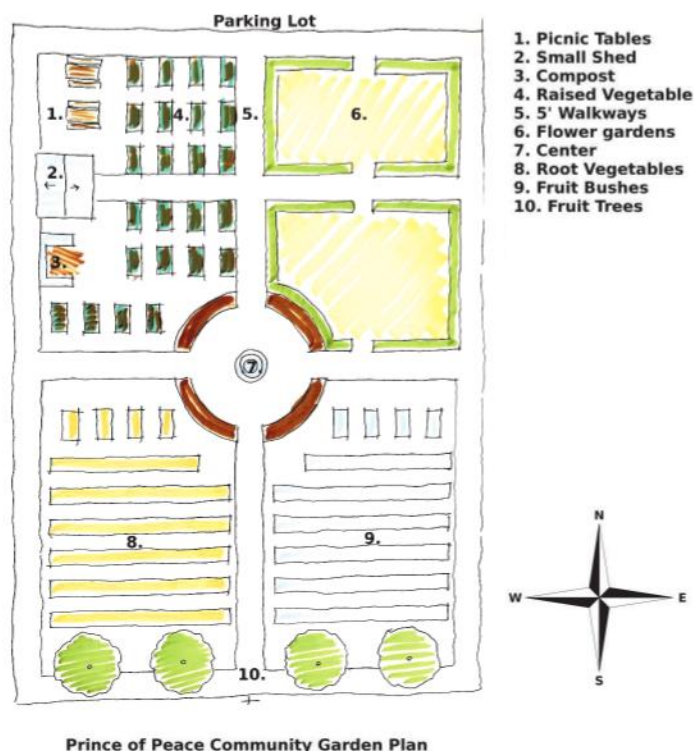 Parking Lot
1. Picnic Tables
2. Small Shed
3. Compost
4. Raised Vegetable
5. 5' Walkways
6. Flower gardens
7. Center
8. Root Vegetables
9. Fruit Bushes
10. Fruit Trees
1.
4.
5.
6.
2.
3.
7.
8.
9.
10.
N
W
E
S
Prince of Peace Community Garden Plan